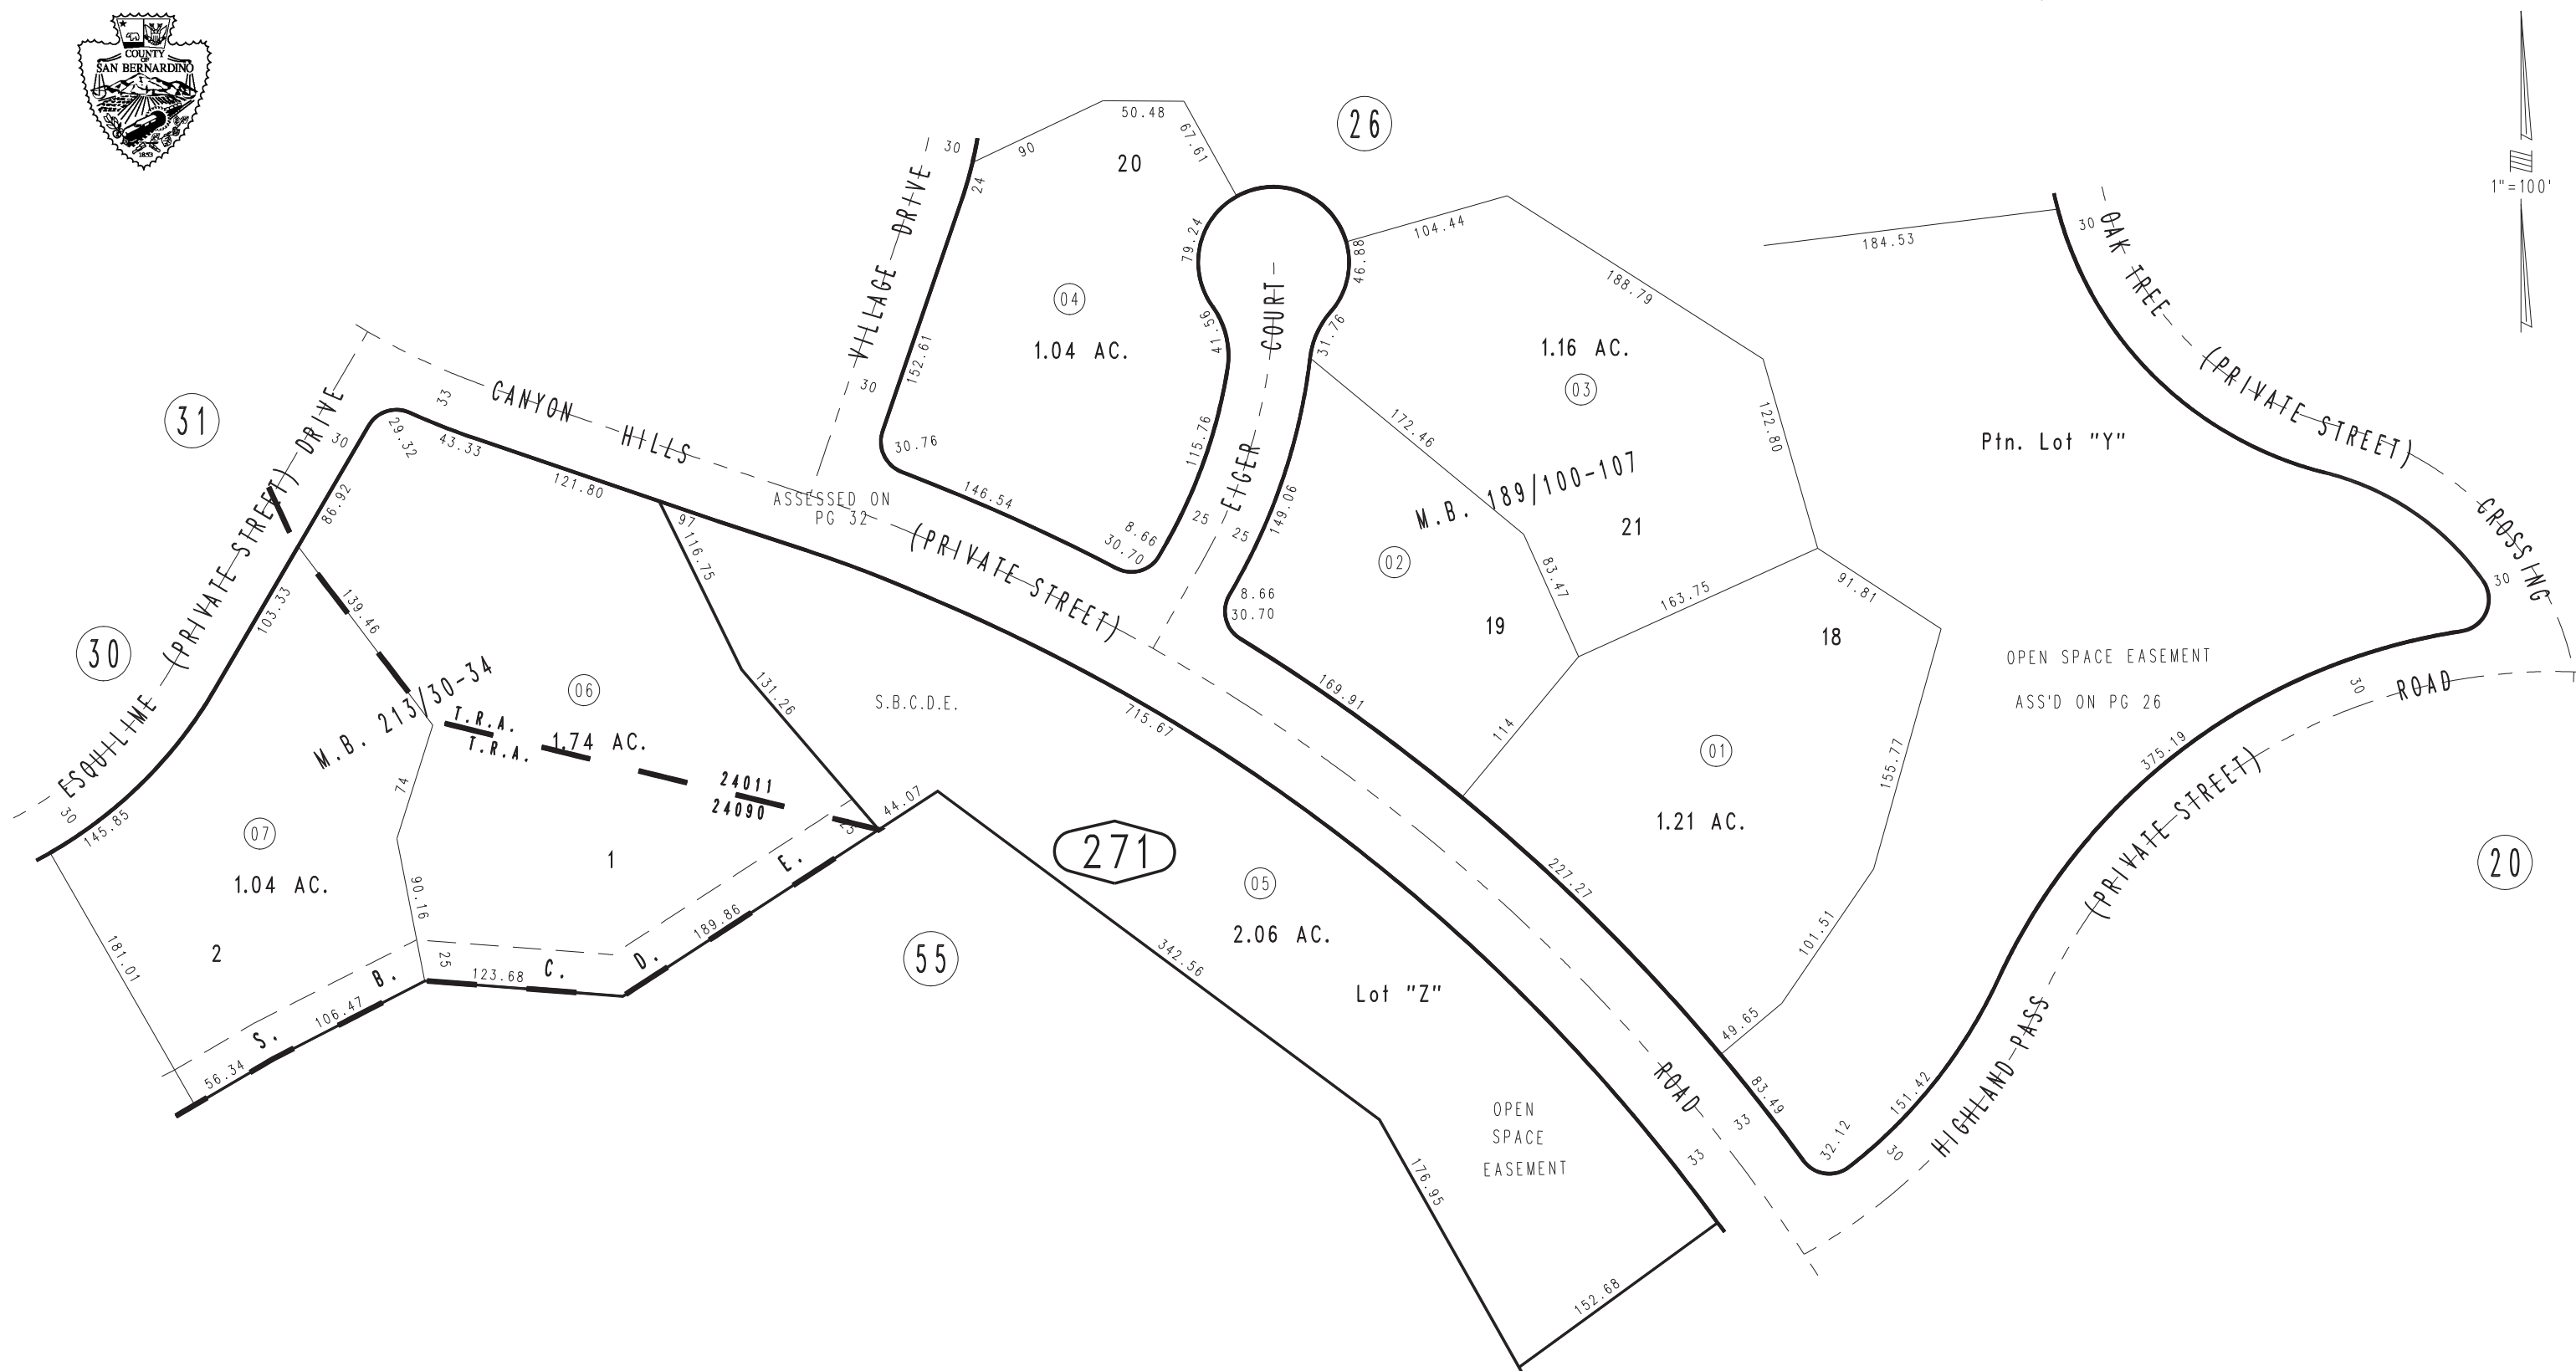 COUNTY
OF
SAN BERNARDINO
1853
26
31
30
20
55
271
1"=100'
50.48
67.61
90
20
30
24
VILLAGE DRIVE
79.24
04
1.04 AC.
41.56
152.61
30
30.76
146.54
115.76
8.66
30.70
COURT
EIGER
25
25
46.88
31.76
104.44
188.79
1.16 AC.
03
122.80
172.46
M.B. 189/100-107
21
149.06
02
83.47
8.66
30.70
19
163.75
169.91
114
91.81
18
01
1.21 AC.
155.77
227.27
101.51
49.65
83.49
32.12
184.53
30
OAK TREE
(PRIVATE STREET)
CROSSING
Ptn. Lot "Y"
30
OPEN SPACE EASEMENT
ASS'D ON PG 26
30
ROAD
375.19
(PRIVATE STREET)
HIGHLAND PASS
151.42
30
CANYON HILLS
33
ASSESSED ON
PG 32
(PRIVATE STREET)
ROAD
33
33
29.32
43.33
121.80
97
715.67
116.75
131.26
S.B.C.D.E.
44.07
05
2.06 AC.
Lot "Z"
342.56
OPEN
SPACE
EASEMENT
176.95
152.68
ESQUILINE (PRIVATE STREET) DRIVE
30
86.92
103.33
139.46
M.B. 213/30-34
06
1.74 AC.
T.R.A.
T.R.A.
24011
24090
30
145.85
74
07
1.04 AC.
1
90.16
2
181.01
25
25
S. B. C. D. E.
189.86
123.68
106.47
56.34